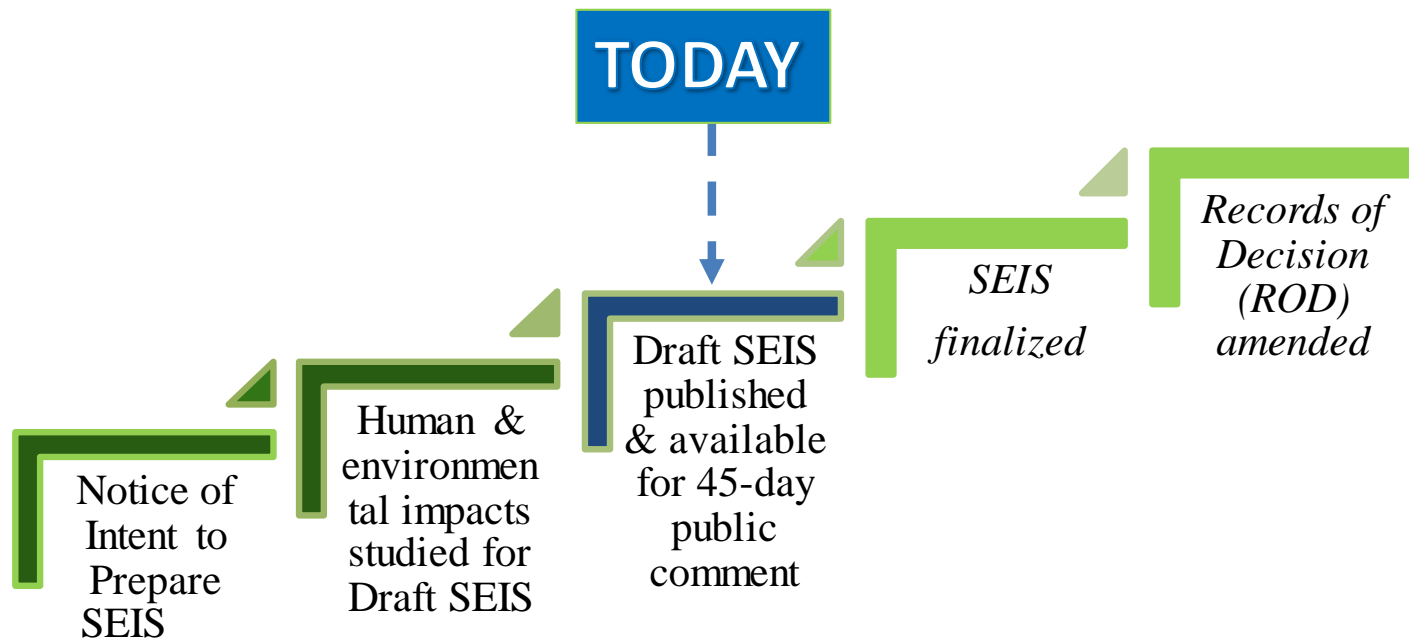 TODAY
Notice of
Intent to
Prepare
SEIS
Human &
environmen
tal impacts
studied for
Draft SEIS
Draft SEIS
published
& available
for 45-day
public
comment
SEIS
finalized
Records of
Decision
(ROD)
amended